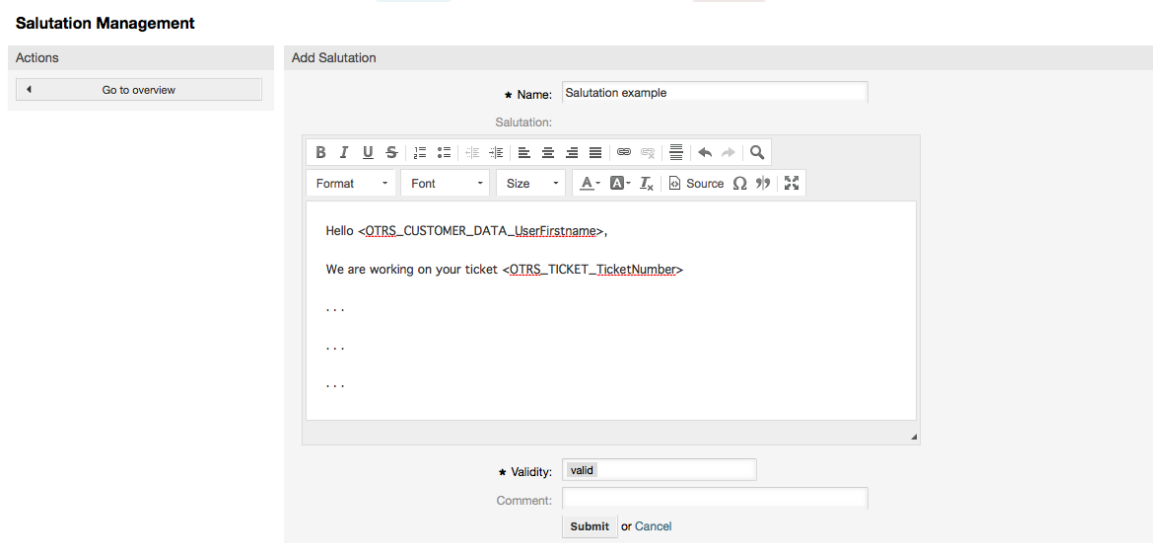 Salutation Management
Actions
Go to overview
Add Salutation
★ Name: Salutation example
Salutation:
B I U S
Format Font Size A A Ix Source Ω
Hello <OTRS_CUSTOMER_DATA_UserFirstname>,
We are working on your ticket <OTRS_TICKET_TicketNumber>
. . .
. . .
. . .
★ Validity: valid
Comment:
Submit or Cancel